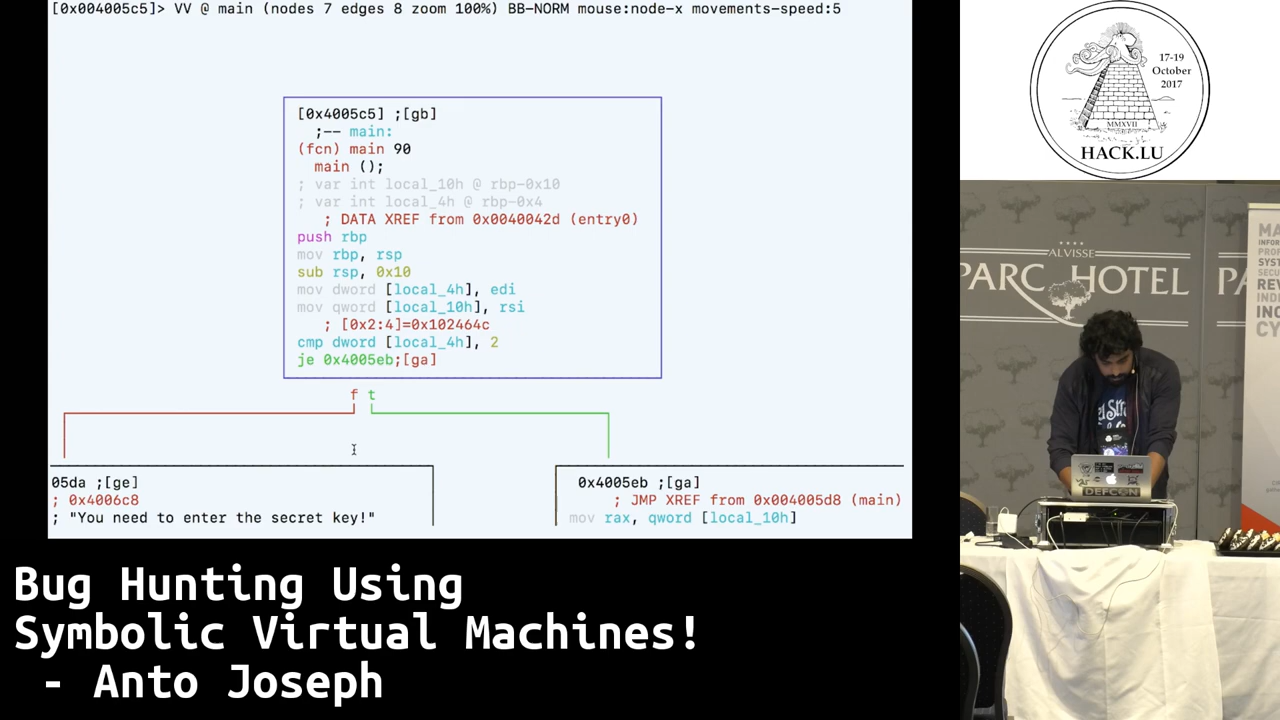 [0x004005c5]> VV @ main (nodes 7 edges 8 zoom 100%) BB-NORM mouse:node-x movements-speed:5
[0x4005c5] ;[gb]
;-- main:
(fcn) main 90
main ();
; var int local_10h @ rbp-0x10
; var int local_4h @ rbp-0x4
; DATA XREF from 0x0040042d (entry0)
push rbp
mov rbp, rsp
sub rsp, 0x10
mov dword [local_4h], edi
mov qword [local_10h], rsi
; [0x2:4]=0x102464c
cmp dword [local_4h], 2
je 0x4005eb;[ga]
f t
05da ;[ge]
; 0x4006c8
; "You need to enter the secret key!"
0x4005eb ;[ga]
; JMP XREF from 0x004005d8 (main)
mov rax, qword [local_10h]
17-19
October
2017
MMXVII
HACK.LU
ALVISSE
PARC HOTEL
PA
DEFCON
Bug Hunting Using
Symbolic Virtual Machines!
- Anto Joseph